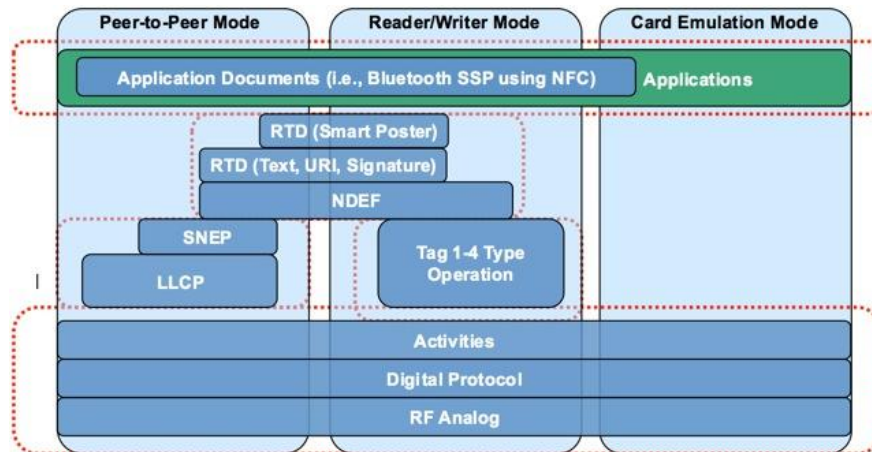 Peer-to-Peer Mode
Reader/Writer Mode
Card Emulation Mode
Application Documents (i.e., Bluetooth SSP using NFC)
Applications
RTD (Smart Poster)
RTD (Text, URI, Signature)
NDEF
SNEP
LLCP
Tag 1-4 Type
Operation
Activities
Digital Protocol
RF Analog